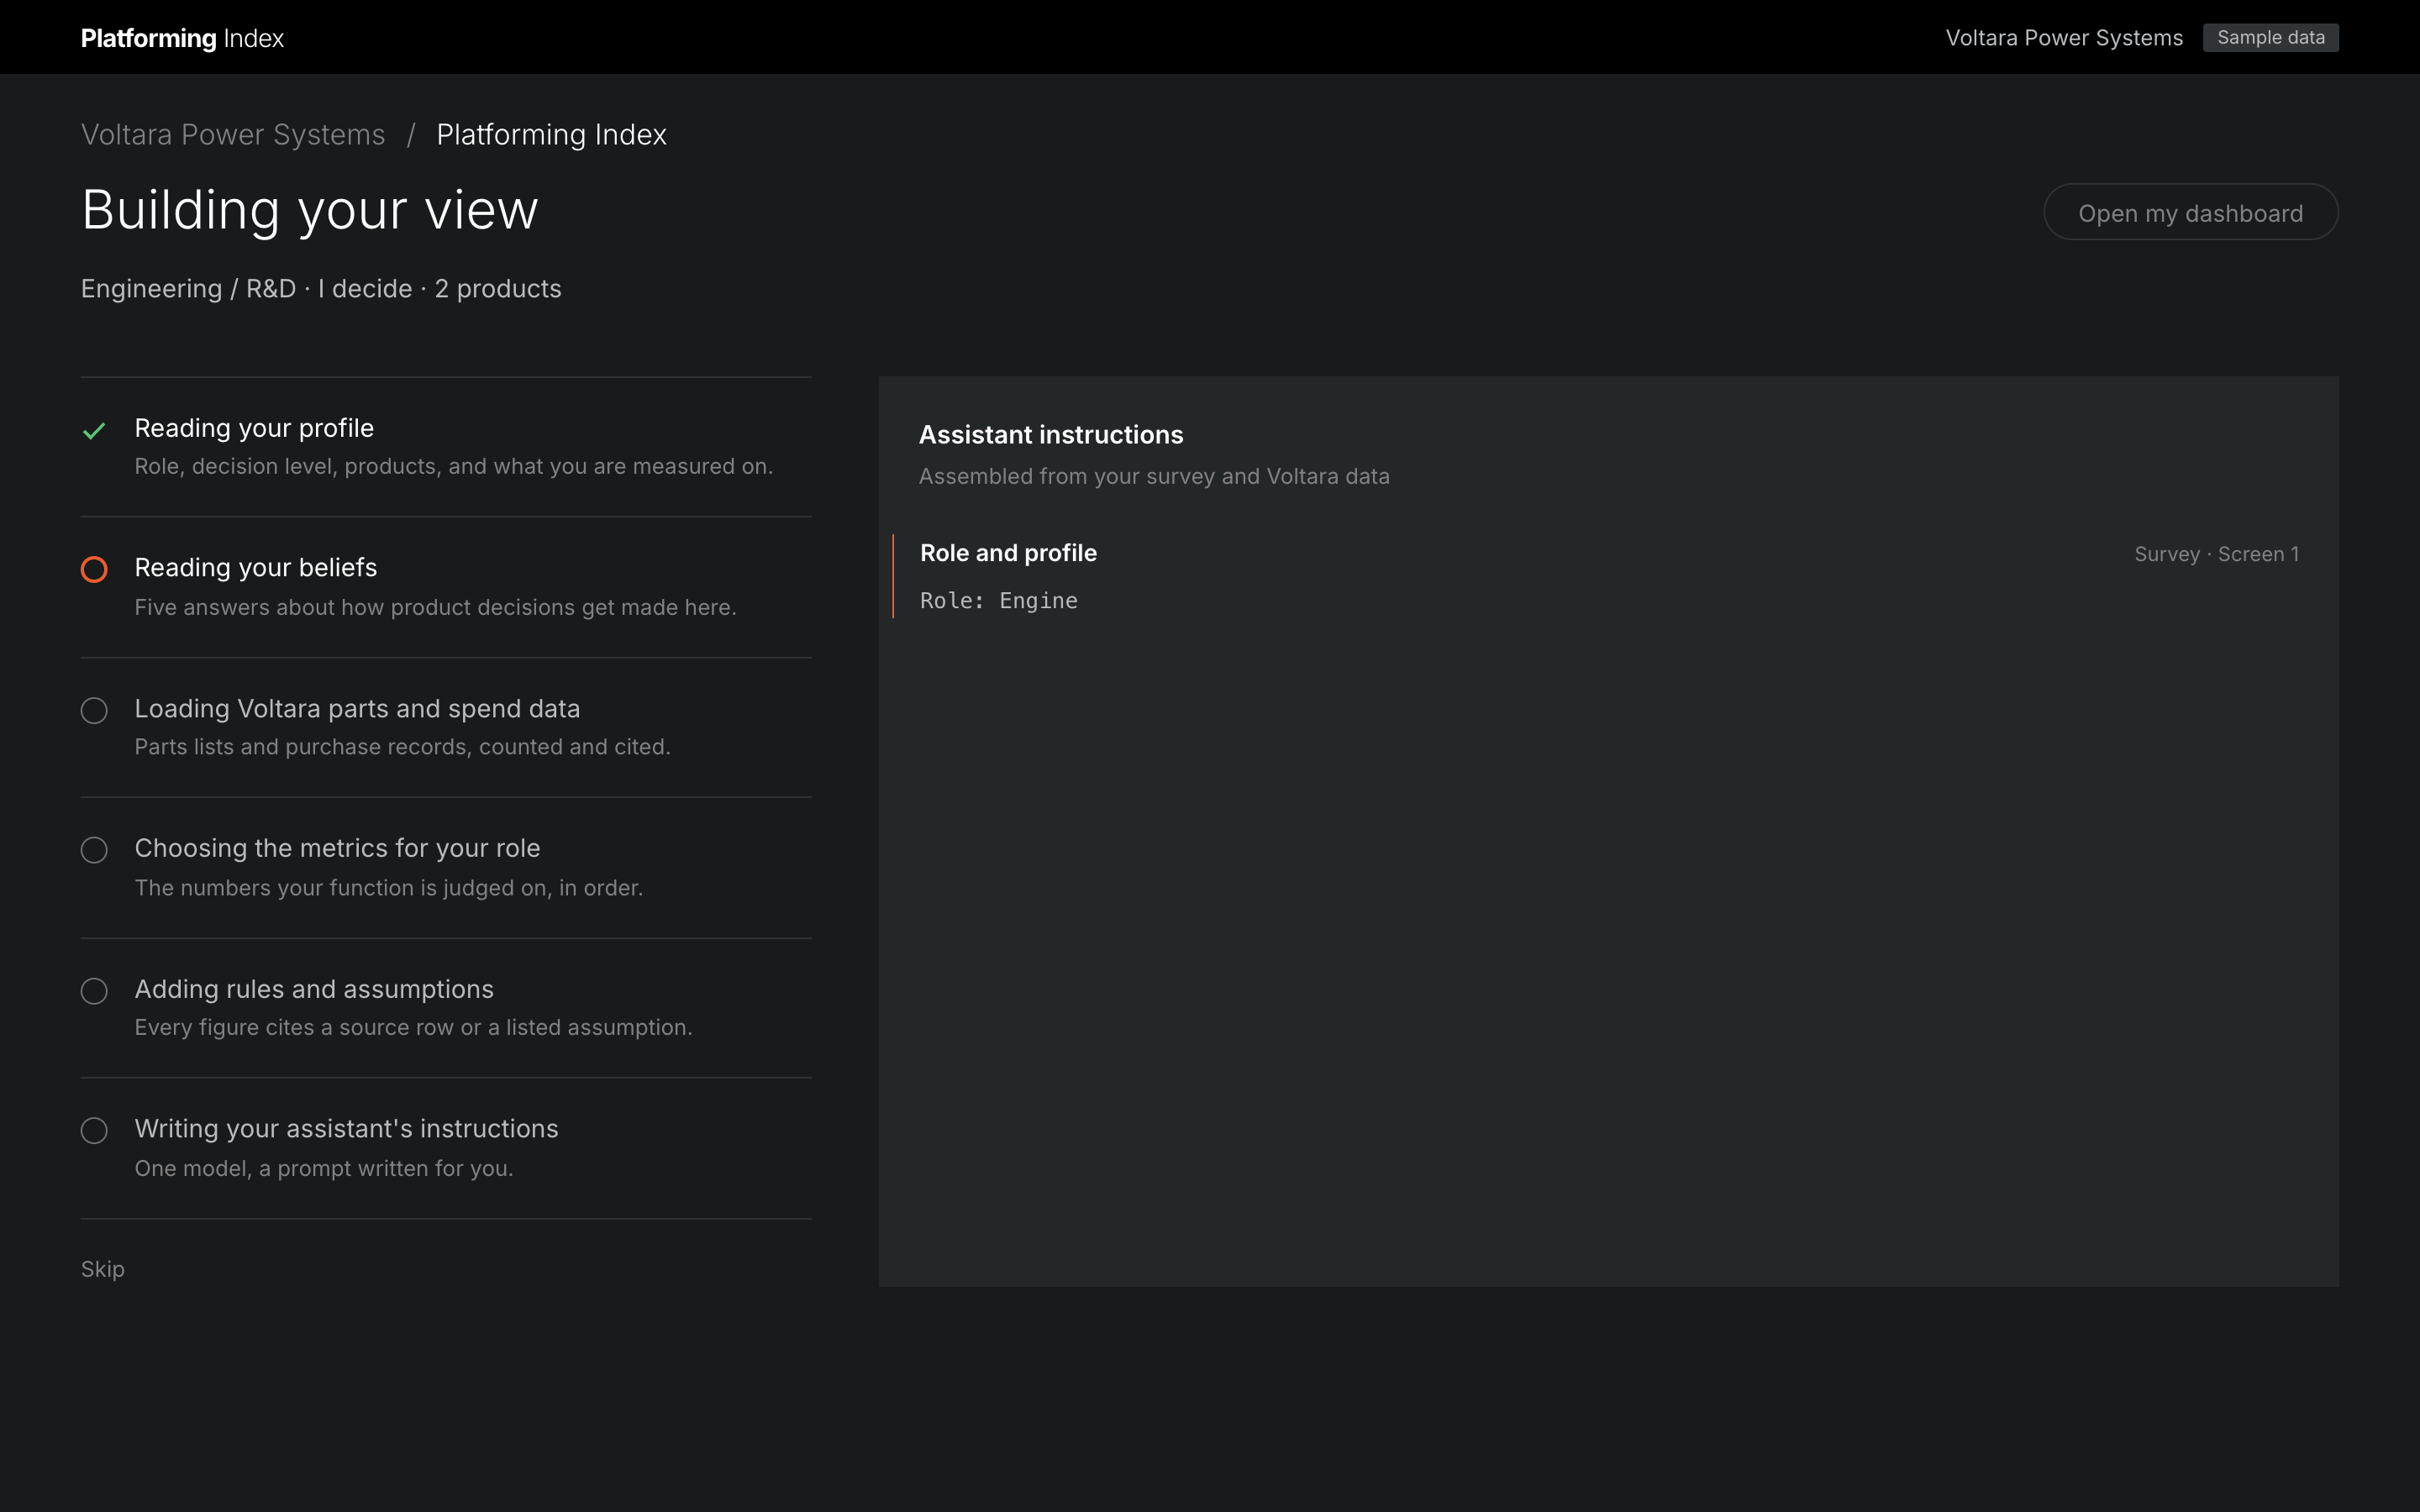 Platforming Index
Voltara Power Systems
Sample data
Voltara Power Systems / Platforming Index
Building your view
Open my dashboard
Engineering / R&D · I decide · 2 products
Reading your profile
Role, decision level, products, and what you are measured on.
Reading your beliefs
Five answers about how product decisions get made here.
Loading Voltara parts and spend data
Parts lists and purchase records, counted and cited.
Choosing the metrics for your role
The numbers your function is judged on, in order.
Adding rules and assumptions
Every figure cites a source row or a listed assumption.
Writing your assistant's instructions
One model, a prompt written for you.
Skip
Assistant instructions
Assembled from your survey and Voltara data
Role and profile
Survey · Screen 1
Role: Engine